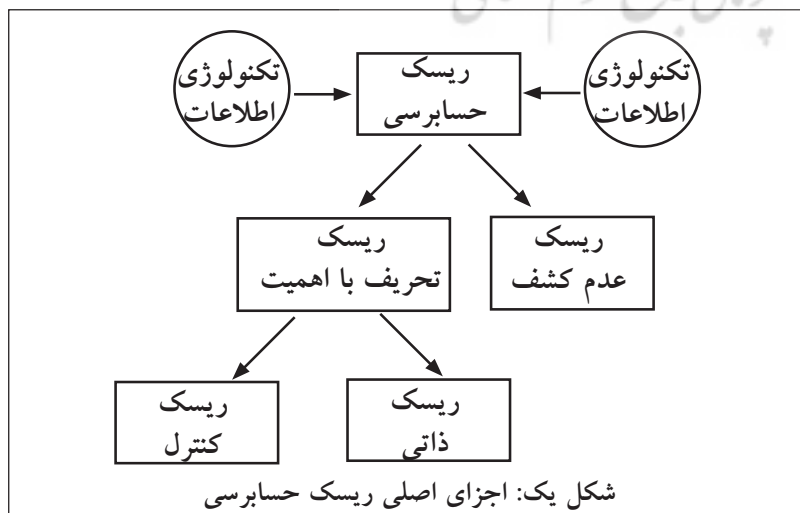 تکنولوژی
اطلاعات
ریسک
حسابرسی
تکنولوژی
اطلاعات
ریسک
عدم کشف
ریسک
تحریف با اهمیت
ریسک
ذاتی
ریسک
کنترل
شکل یک: اجزای اصلی ریسک حسابرسی